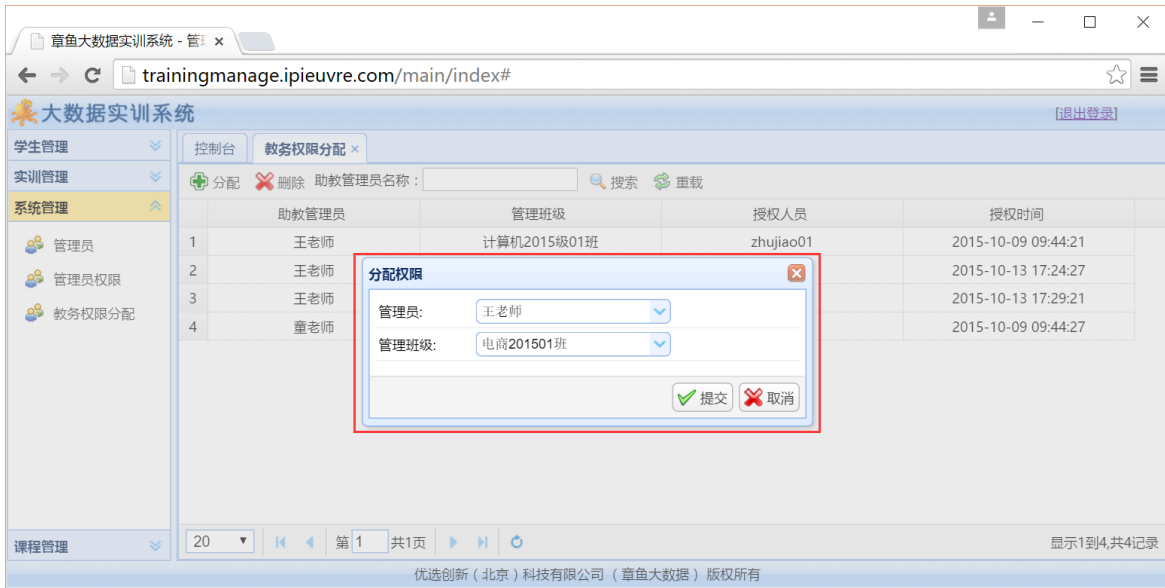 章鱼大数据实训系统 - 管
trainingmanage.ipieuvre.com/main/index#
大数据实训系统
[退出登录]
学生管理
实训管理
系统管理
管理员
管理员权限
教务权限分配
课程管理
控制台 教务权限分配
分配 删除 助教管理员名称： 搜索 重载
助教管理员 管理班级 授权人员 授权时间
1 王老师 计算机2015级01班 zhujiao01 2015-10-09 09:44:21
2 王老师 2015-10-13 17:24:27
3 王老师 2015-10-13 17:29:21
4 童老师 2015-10-09 09:44:27
分配权限
管理员: 王老师
管理班级: 电商201501班
提交 取消
20 第 1 共1页 显示1到4,共4记录
优选创新（北京）科技有限公司（章鱼大数据）版权所有